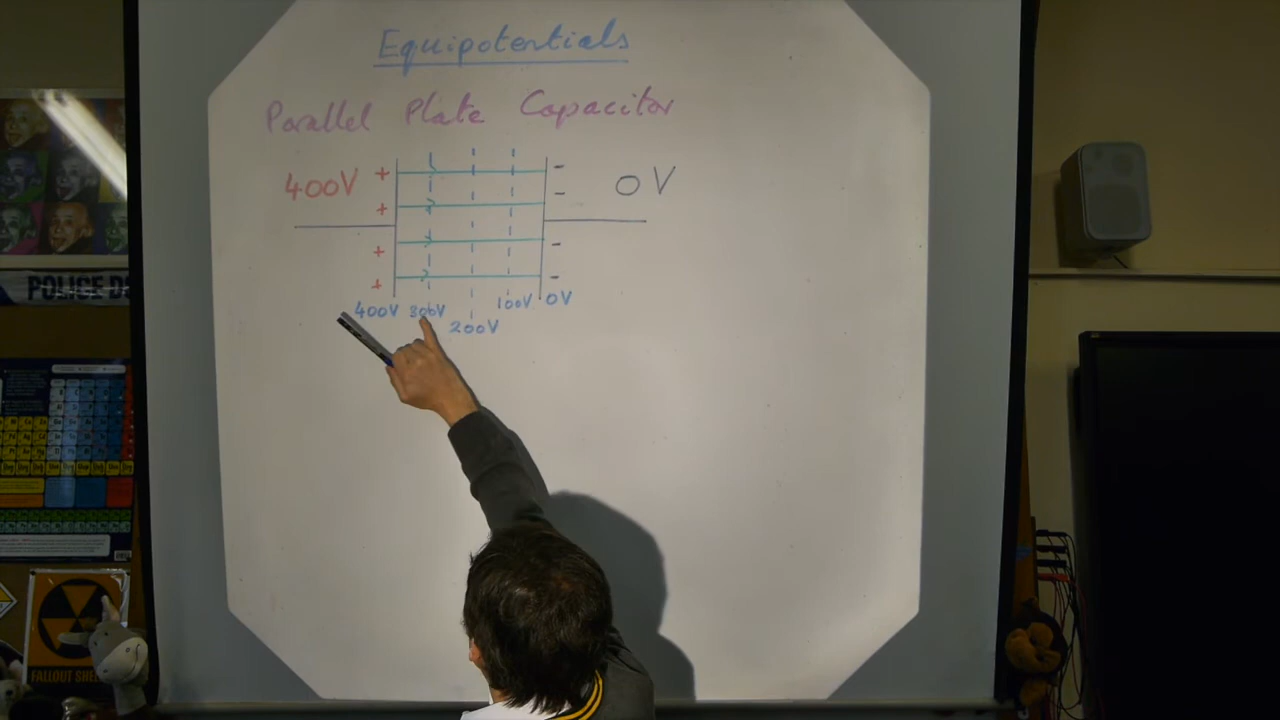 Equipotentials
Parallel Plate Capacitor
400V + - 0V
+ -
+ -
+ -
400V 300V 200V 100V 0V
POLICE D
FALLOUT SHE